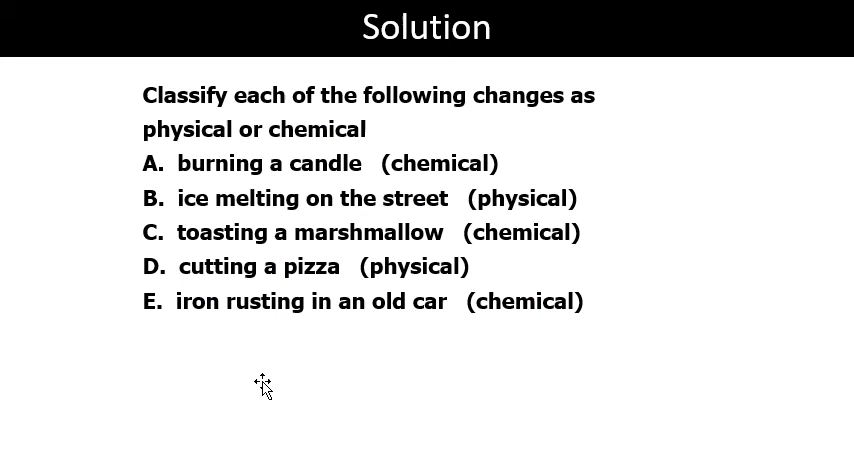 Solution
Classify each of the following changes as
physical or chemical
A. burning a candle (chemical)
B. ice melting on the street (physical)
C. toasting a marshmallow (chemical)
D. cutting a pizza (physical)
E. iron rusting in an old car (chemical)